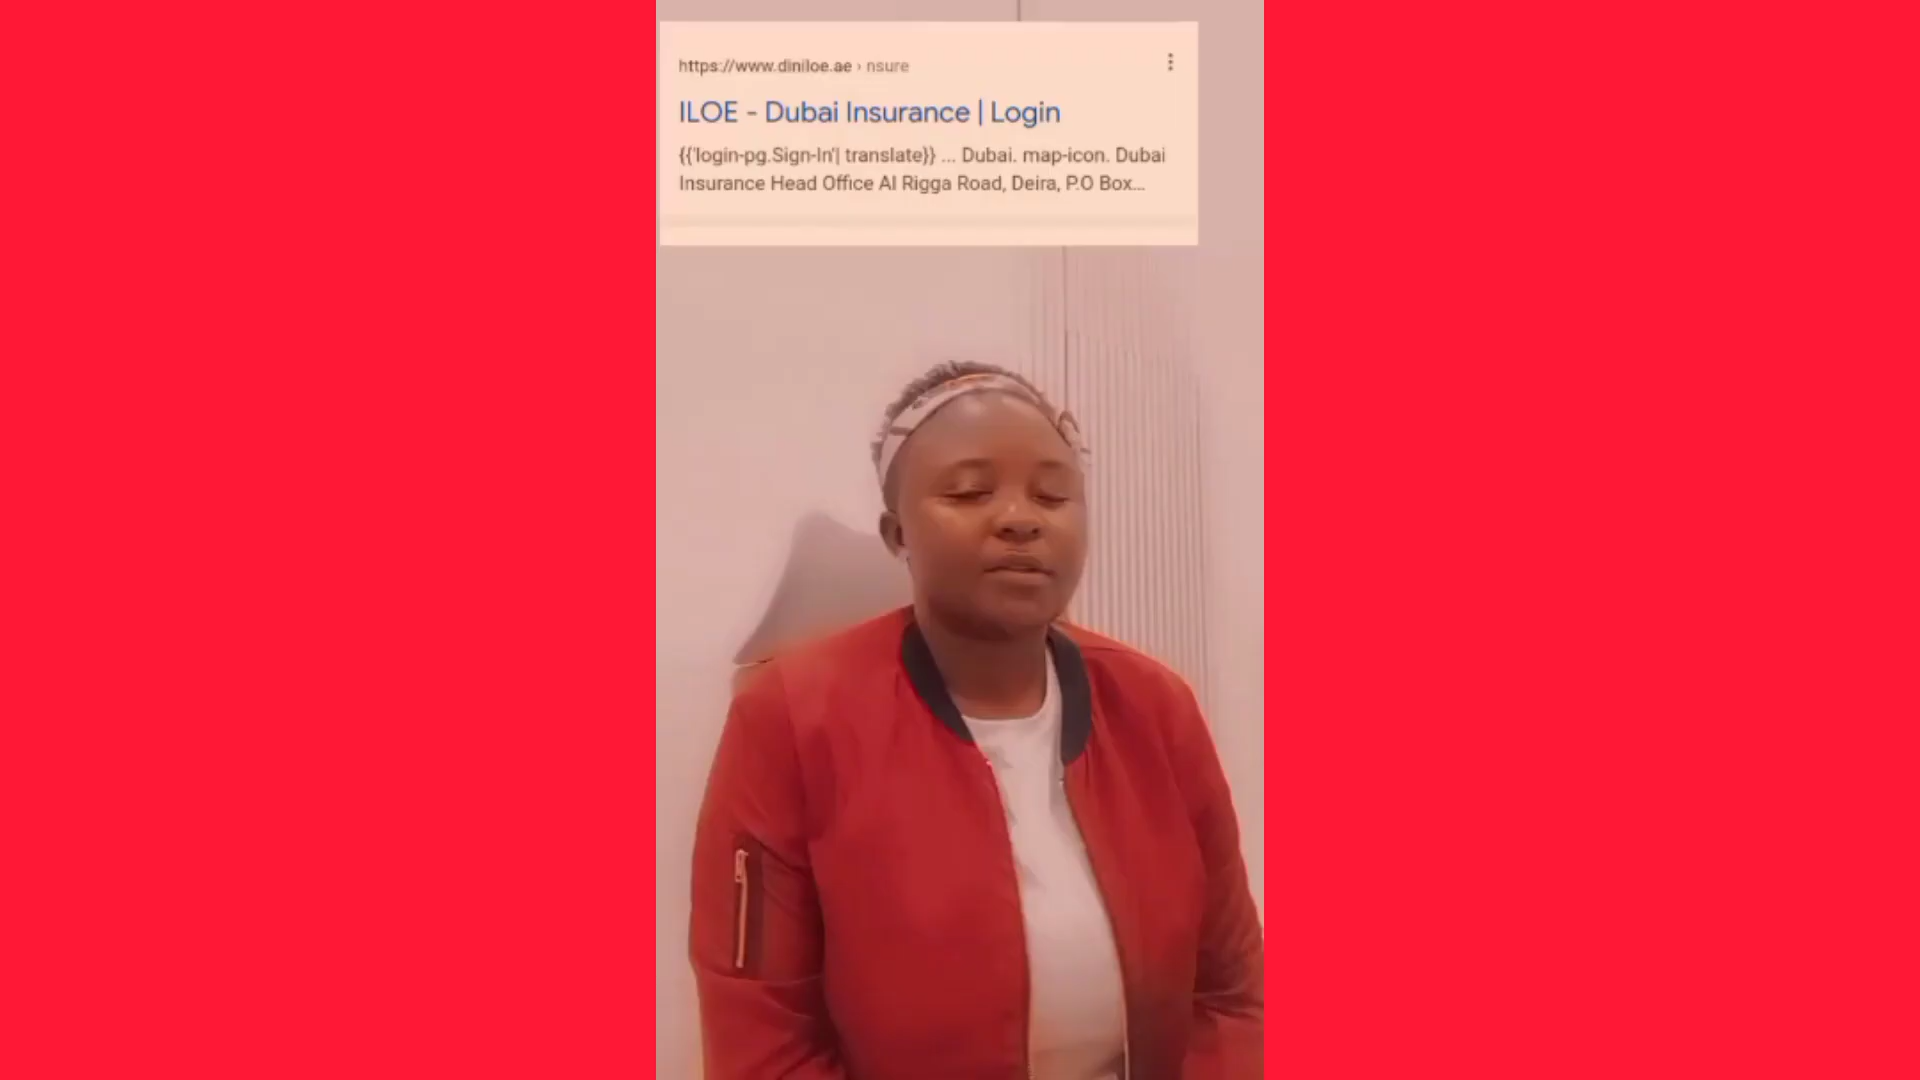 https://www.diniloe.ae › nsure
ILOE - Dubai Insurance | Login
{{'login-pg.Sign-In'| translate}} ... Dubai. map-icon. Dubai
Insurance Head Office Al Rigga Road, Deira, P.O Box...